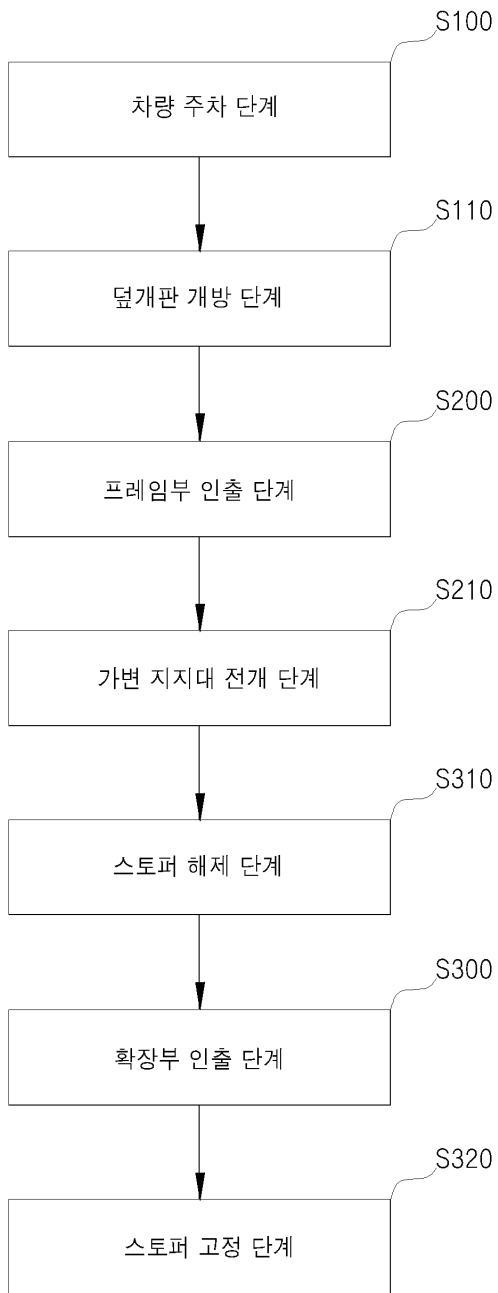 S100
차량 주차 단계
S110
덮개판 개방 단계
S200
프레임부 인출 단계
S210
가변 지지대 전개 단계
S310
스토퍼 해제 단계
S300
확장부 인출 단계
S320
스토퍼 고정 단계